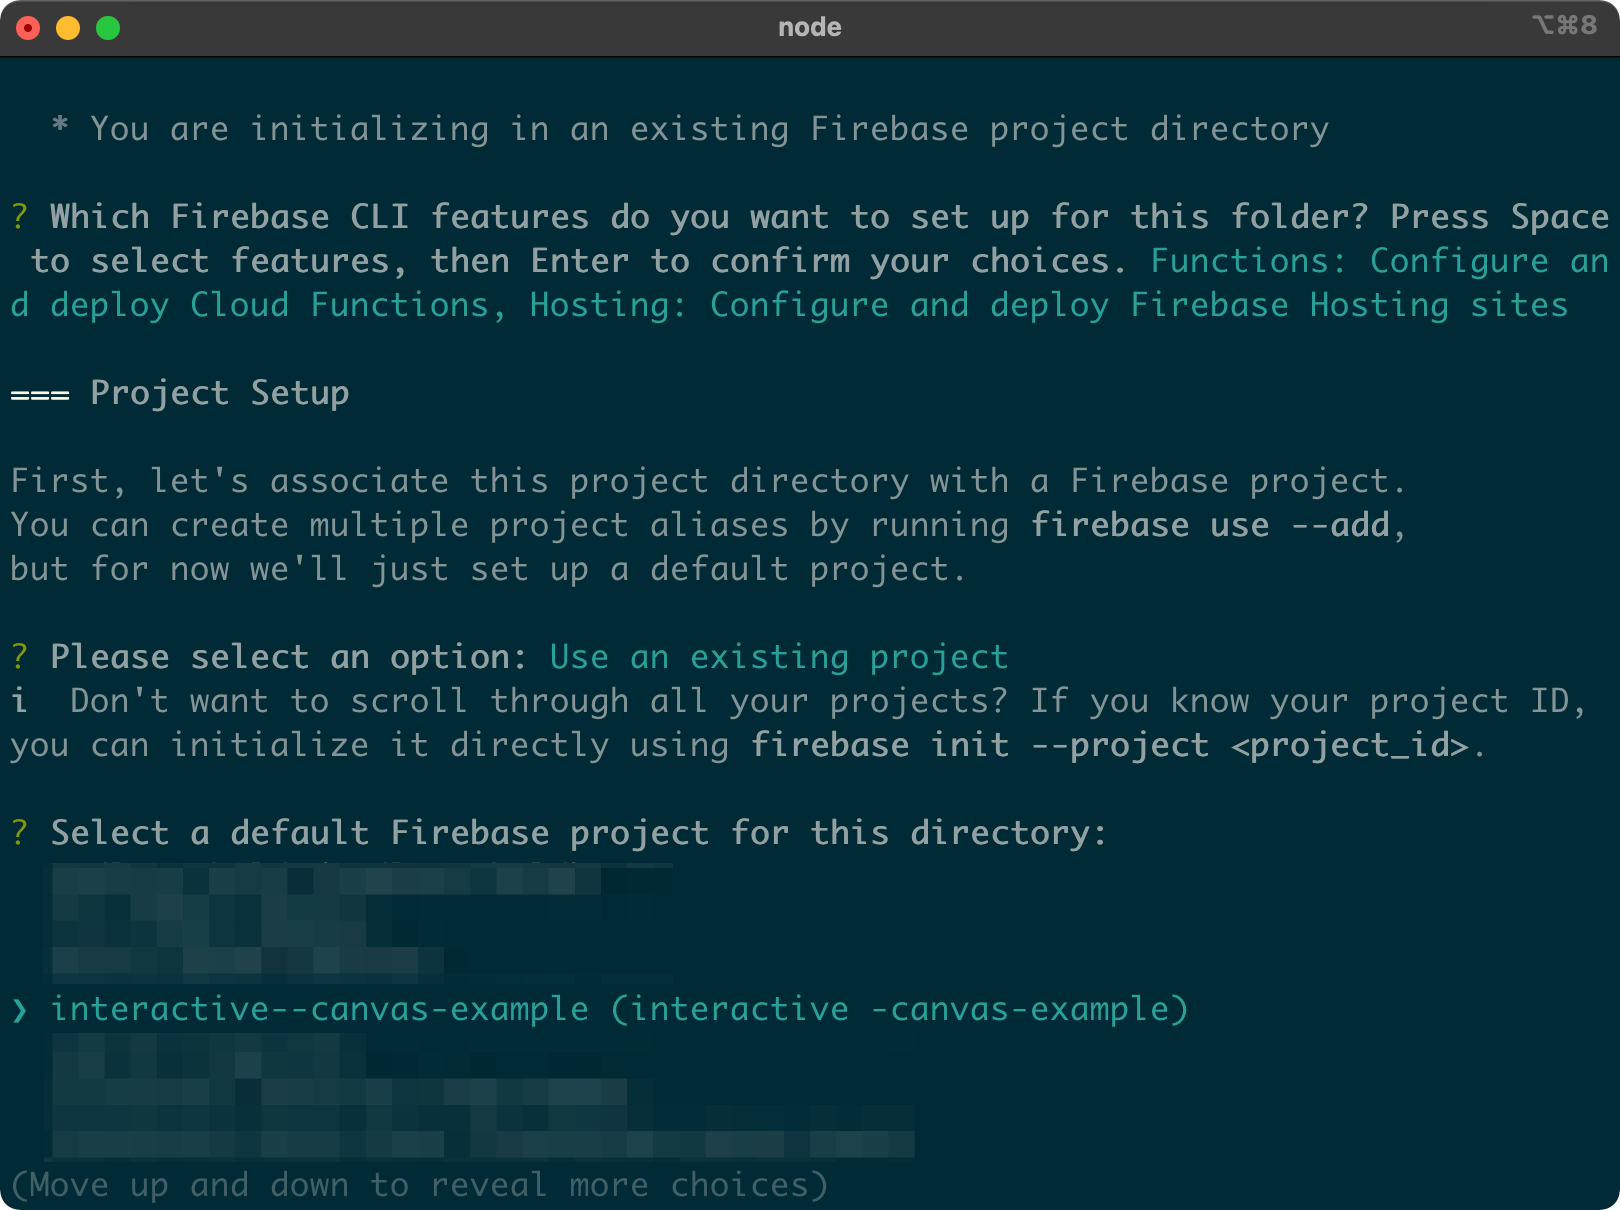 node
⌥⌘8
* You are initializing in an existing Firebase project directory
? Which Firebase CLI features do you want to set up for this folder? Press Space
to select features, then Enter to confirm your choices. Functions: Configure an
d deploy Cloud Functions, Hosting: Configure and deploy Firebase Hosting sites
=== Project Setup
First, let's associate this project directory with a Firebase project.
You can create multiple project aliases by running firebase use --add,
but for now we'll just set up a default project.
? Please select an option: Use an existing project
i  Don't want to scroll through all your projects? If you know your project ID,
you can initialize it directly using firebase init --project <project_id>.
? Select a default Firebase project for this directory:
❯ interactive--canvas-example (interactive -canvas-example)
(Move up and down to reveal more choices)